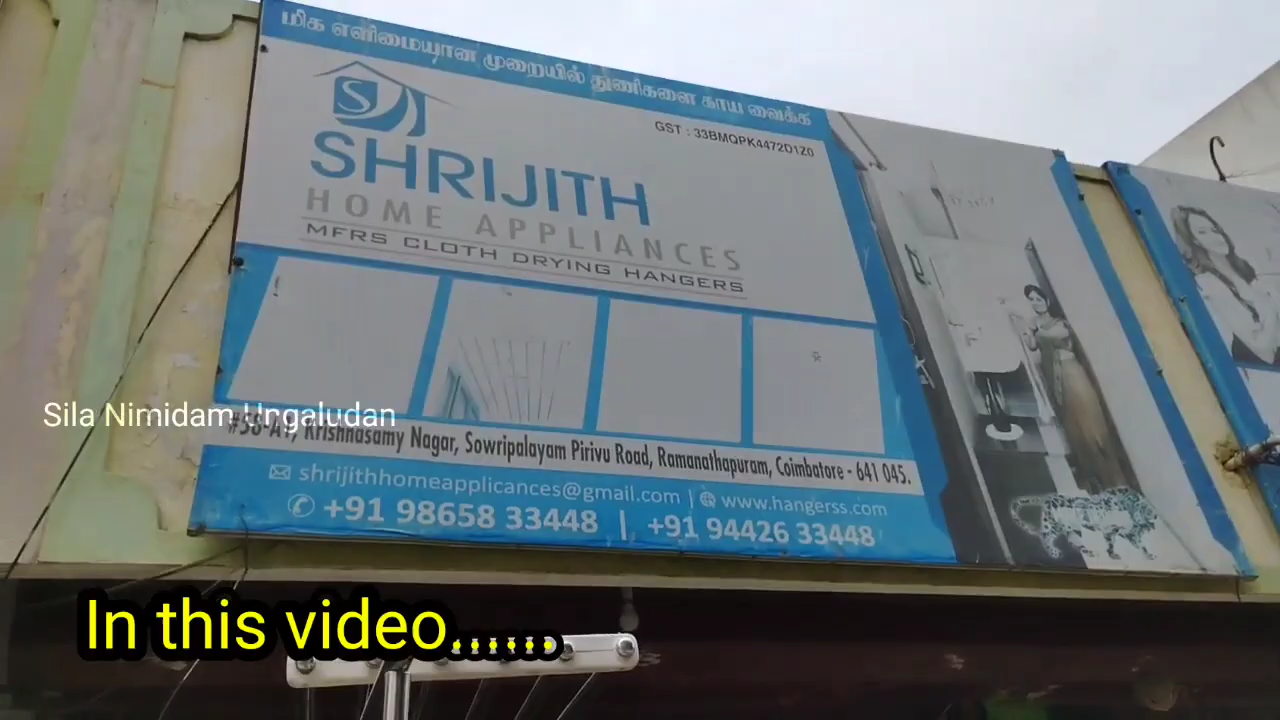 மிக எளிமையான முறையில் துணிகளை காய வைக்க
GST : 33BMQPK4472D1Z0
S
SHRIJITH
HOME APPLIANCES
MFRS CLOTH DRYING HANGERS
Sila Nimidam Ungaludan
#58-A1, Krishnasamy Nagar, Sowripalayam Pirivu Road, Ramanathapuram, Coimbatore - 641 045.
shrijithhomeapplicances@gmail.com | www.hangerss.com
+91 98658 33448 | +91 94426 33448
In this video......